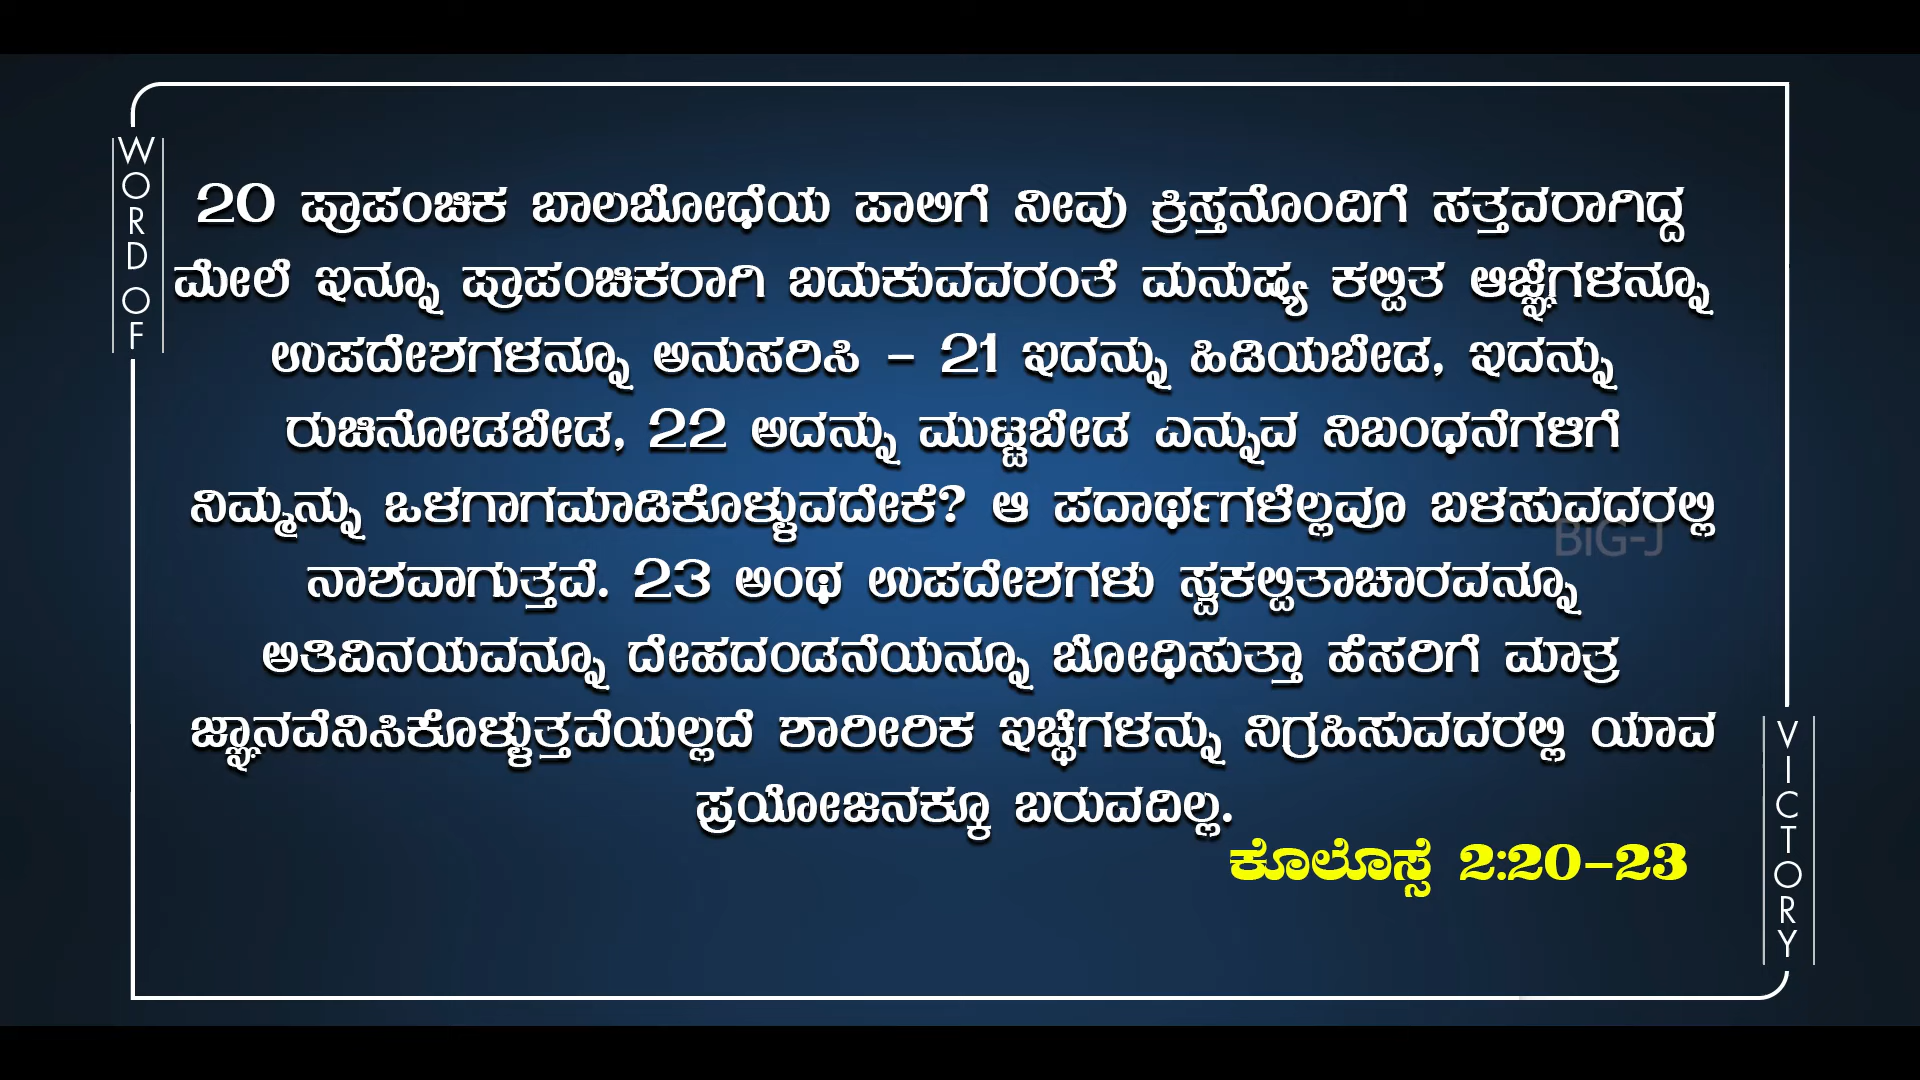 WORD OF
20 ಪ್ರಾಪಂಚಿಕ ಬಾಲಬೋಧೆಯ ಪಾಲಿಗೆ ನೀವು ಕ್ರಿಸ್ತನೊಂದಿಗೆ ಸತ್ತವರಾಗಿದ್ದ
ಮೇಲೆ ಇನ್ನೂ ಪ್ರಾಪಂಚಿಕರಾಗಿ ಬದುಕುವವರಂತೆ ಮನುಷ್ಯ ಕಲ್ಪಿತ ಆಜ್ಞೆಗಳನ್ನೂ
ಉಪದೇಶಗಳನ್ನೂ ಅನುಸರಿಸಿ - 21 ಇದನ್ನು ಹಿಡಿಯಬೇಡ, ಇದನ್ನು
ರುಚಿನೋಡಬೇಡ, 22 ಅದನ್ನು ಮುಟ್ಟಬೇಡ ಎನ್ನುವ ನಿಬಂಧನೆಗಳಿಗೆ
ನಿಮ್ಮನ್ನು ಒಳಗಾಗಮಾಡಿಕೊಳ್ಳುವದೇಕೆ? ಆ ಪದಾರ್ಥಗಳೆಲ್ಲವೂ ಬಳಸುವದರಲ್ಲಿ
BiG-J
ನಾಶವಾಗುತ್ತವೆ. 23 ಅಂಥ ಉಪದೇಶಗಳು ಸ್ವಕಲ್ಪಿತಾಚಾರವನ್ನೂ
ಅತಿವಿನಯವನ್ನೂ ದೇಹದಂಡನೆಯನ್ನೂ ಬೋಧಿಸುತ್ತಾ ಹೆಸರಿಗೆ ಮಾತ್ರ
ಜ್ಞಾನವೆನಿಸಿಕೊಳ್ಳುತ್ತವೆಯಲ್ಲದೆ ಶಾರೀರಿಕ ಇಚ್ಛೆಗಳನ್ನು ನಿಗ್ರಹಿಸುವದರಲ್ಲಿ ಯಾವ
ಪ್ರಯೋಜನಕ್ಕೂ ಬರುವದಿಲ್ಲ.
ಕೊಲೊಸ್ಸೆ 2:20-23
VICTORY